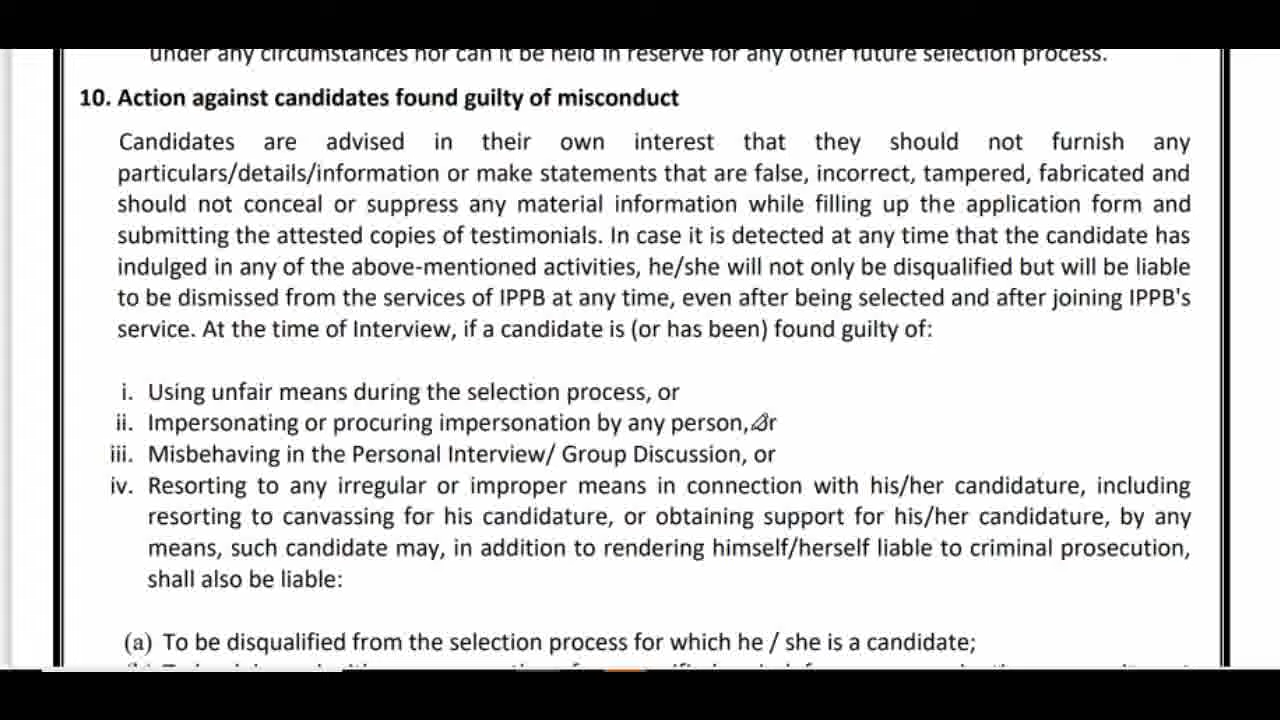 under any circumstances nor can it be held in reserve for any other future selection process.
10. Action against candidates found guilty of misconduct
Candidates are advised in their own interest that they should not furnish any
particulars/details/information or make statements that are false, incorrect, tampered, fabricated and
should not conceal or suppress any material information while filling up the application form and
submitting the attested copies of testimonials. In case it is detected at any time that the candidate has
indulged in any of the above-mentioned activities, he/she will not only be disqualified but will be liable
to be dismissed from the services of IPPB at any time, even after being selected and after joining IPPB's
service. At the time of Interview, if a candidate is (or has been) found guilty of:
i. Using unfair means during the selection process, or
ii. Impersonating or procuring impersonation by any person, or
iii. Misbehaving in the Personal Interview/ Group Discussion, or
iv. Resorting to any irregular or improper means in connection with his/her candidature, including
resorting to canvassing for his candidature, or obtaining support for his/her candidature, by any
means, such candidate may, in addition to rendering himself/herself liable to criminal prosecution,
shall also be liable:
(a) To be disqualified from the selection process for which he / she is a candidate;